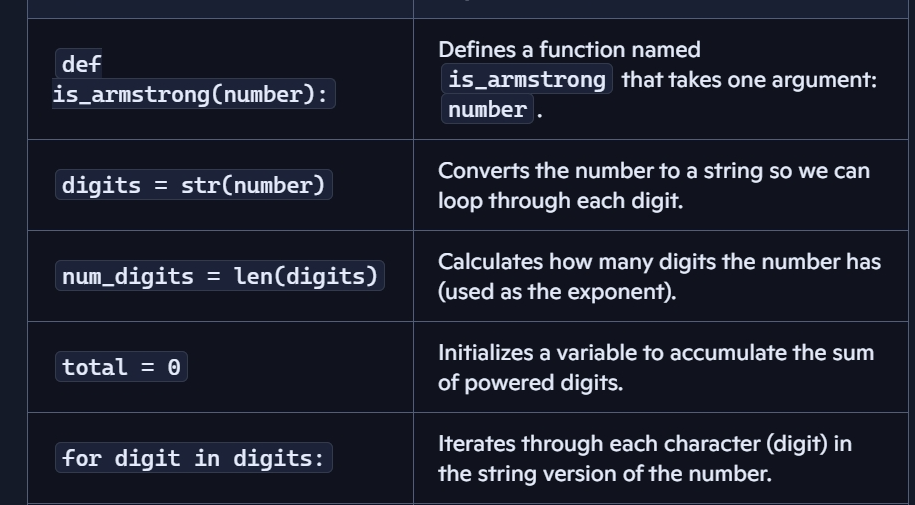 def
is_armstrong(number):
Defines a function named
is_armstrong that takes one argument:
number.
digits = str(number)
Converts the number to a string so we can
loop through each digit.
num_digits = len(digits)
Calculates how many digits the number has
(used as the exponent).
total = 0
Initializes a variable to accumulate the sum
of powered digits.
for digit in digits:
Iterates through each character (digit) in
the string version of the number.